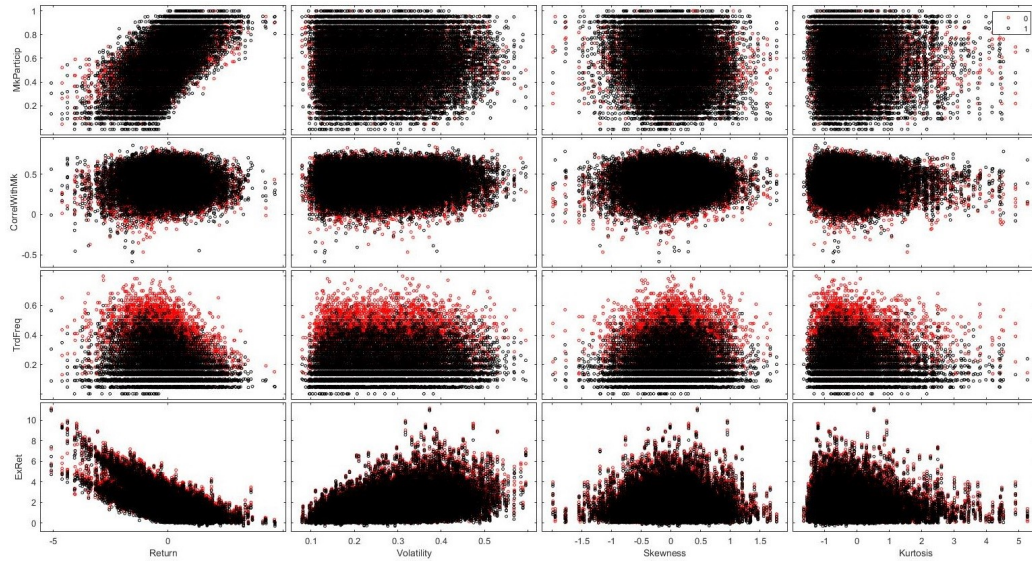 1
0.8
0.6
0.4
0.2
MkParticip
0
1
0.5
0
-0.5
CorrelWithMk
0.6
0.4
0.2
TrdFreq
10
8
6
4
2
0
ExRet
-5 0
0.1 0.2 0.3 0.4 0.5
-1.5 -1 -0.5 0 0.5 1 1.5
-1 0 1 2 3 4 5
Return
Volatility
Skewness
Kurtosis